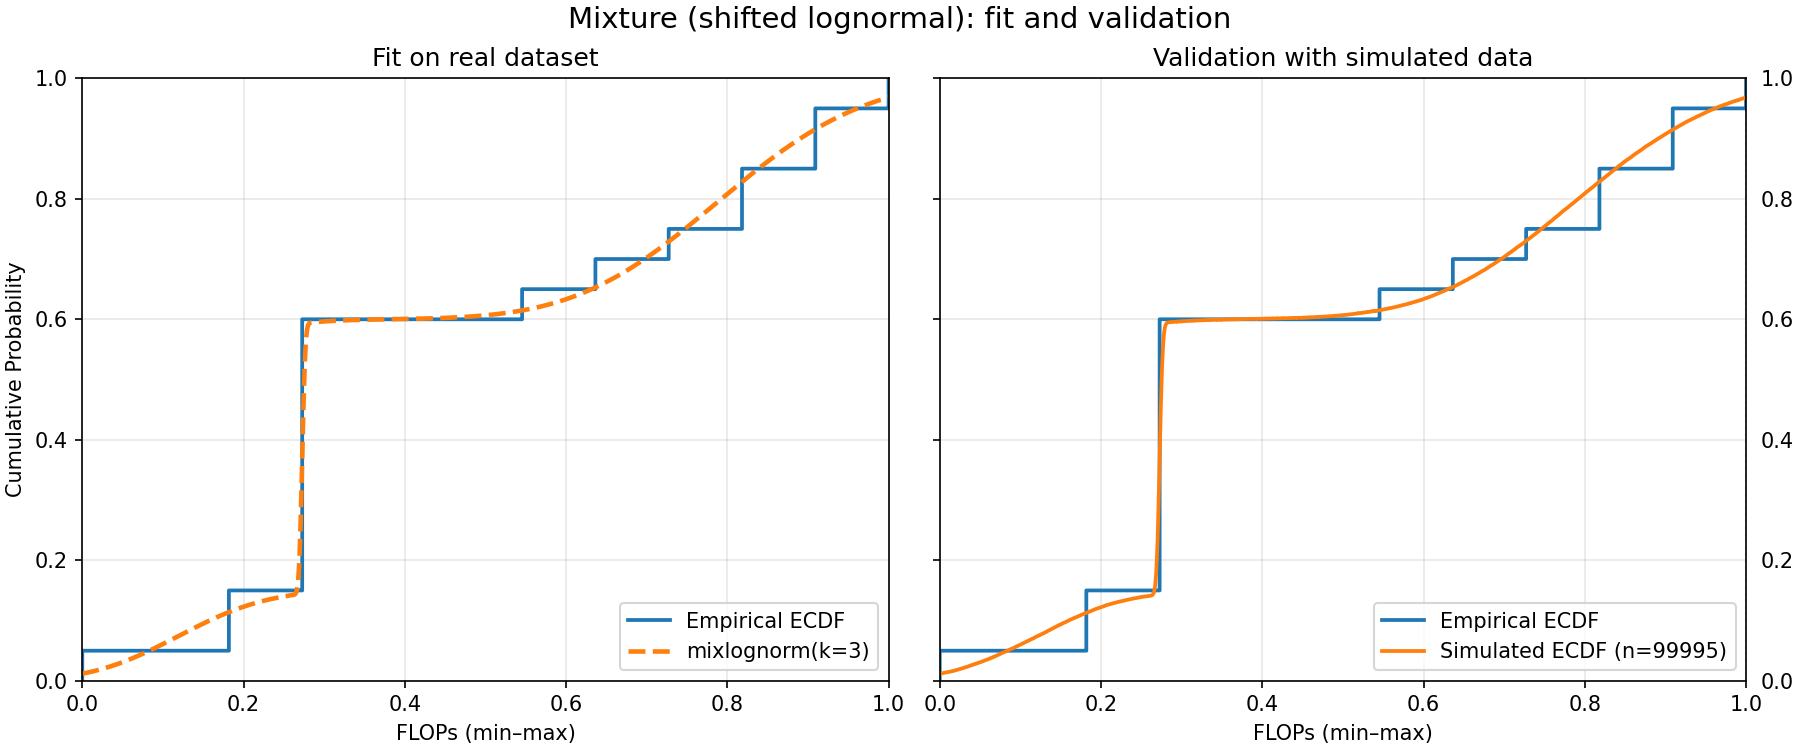 Mixture (shifted lognormal): fit and validation
Fit on real dataset
Cumulative Probability
1.0
0.8
0.6
0.4
0.2
0.0
0.0 0.2 0.4 0.6 0.8 1.0
FLOPs (min–max)
Empirical ECDF
mixlognorm(k=3)
Validation with simulated data
1.0
0.8
0.6
0.4
0.2
0.0
0.0 0.2 0.4 0.6 0.8 1.0
FLOPs (min–max)
Empirical ECDF
Simulated ECDF (n=99995)